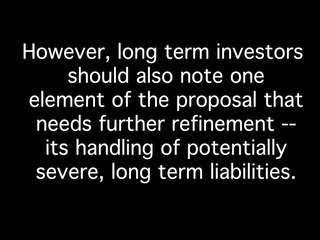 However, long term investors
should also note one
element of the proposal that
needs further refinement --
its handling of potentially
severe, long term liabilities.